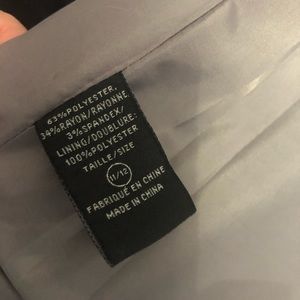 63%POLYESTER,
34%RAYON/RAYONNE
3%SPANDEX/
LINING/DOUBLURE:
100%POLYESTER
TAILLE/SIZE
11/12
FABRIQUÉ EN CHINE
MADE IN CHINA